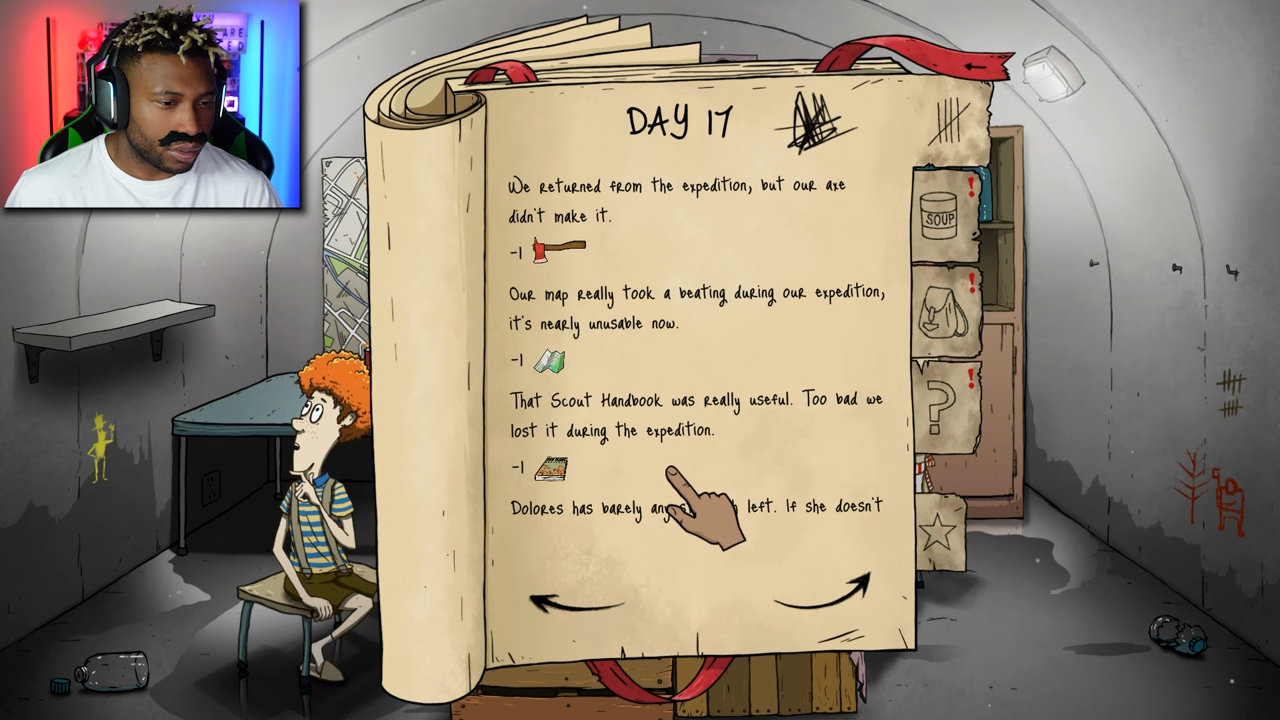 DAY 17
We returned from the expedition, but our axe
didn't make it.
-1
Our map really took a beating during our expedition,
it's nearly unusable now.
-1
That Scout Handbook was really useful. Too bad we
lost it during the expedition.
-1
Dolores has barely any left. If she doesn't
SOUP
!
!
?
!